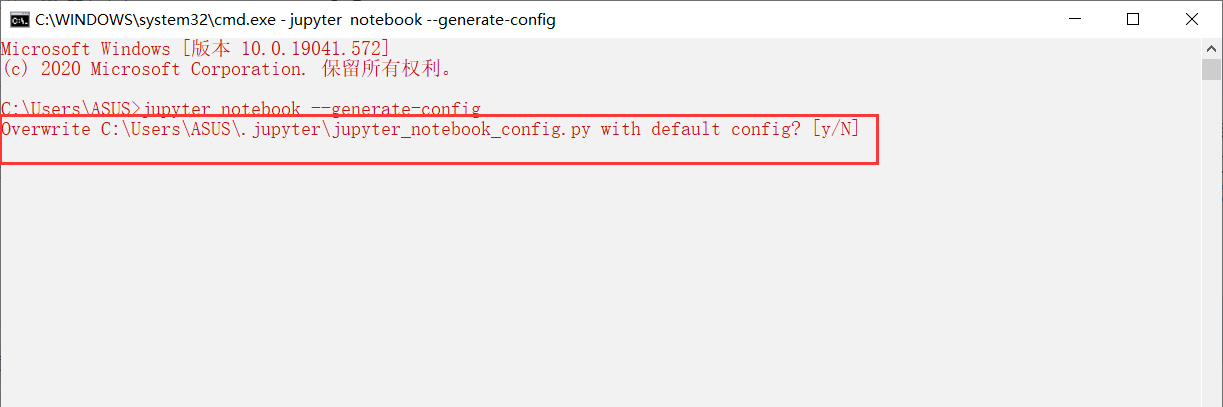 C:\WINDOWS\system32\cmd.exe - jupyter  notebook --generate-config
Microsoft Windows [版本 10.0.19041.572]
(c) 2020 Microsoft Corporation. 保留所有权利。
C:\Users\ASUS>jupyter notebook --generate-config
Overwrite C:\Users\ASUS\.jupyter\jupyter_notebook_config.py with default config? [y/N]